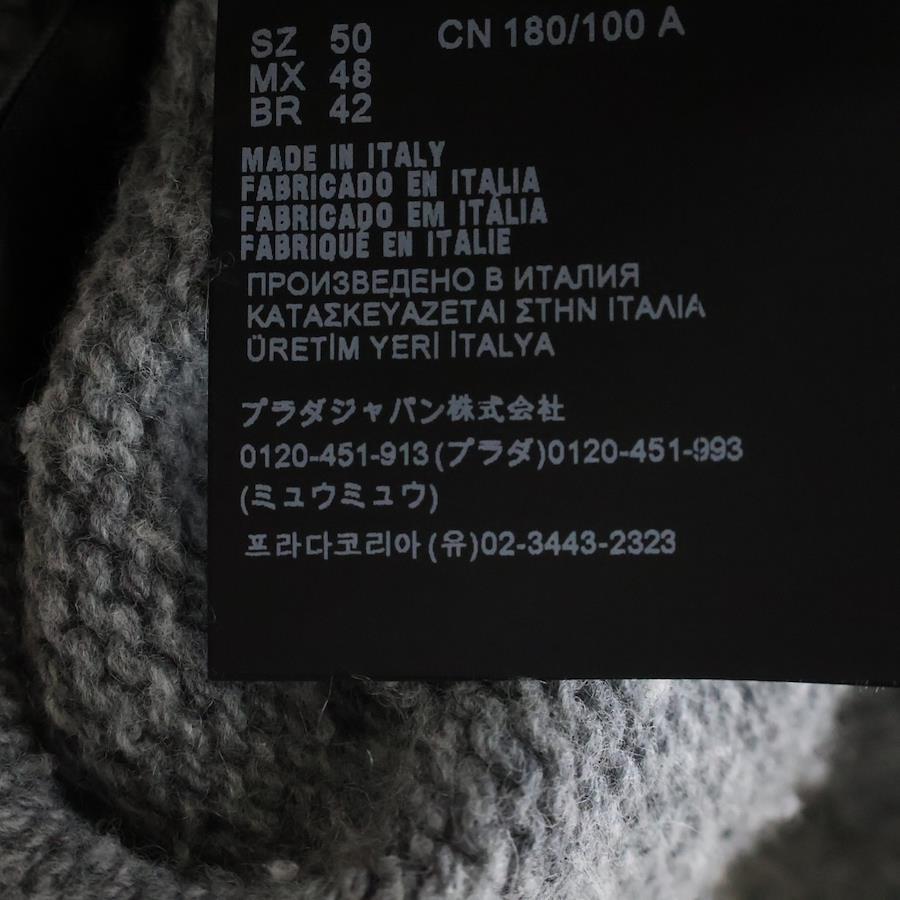 SZ 50 CN 180/100 A
MX 48
BR 42
MADE IN ITALY
FABRICADO EN ITALIA
FABRICADO EM ITÁLIA
FABRIQUÉ EN ITALIE
ПРОИЗВЕДЕНО В ИТАЛИЯ
ΚΑΤΑΣΚΕΥΑΖΕΤΑΙ ΣΤΗΝ ΙΤΑΛΙΑ
ÜRETİM YERİ İTALYA
プラダジャパン株式会社
0120-451-913(プラダ)0120-451-993
(ミュウミュウ)
프라다코리아(유)02-3443-2323